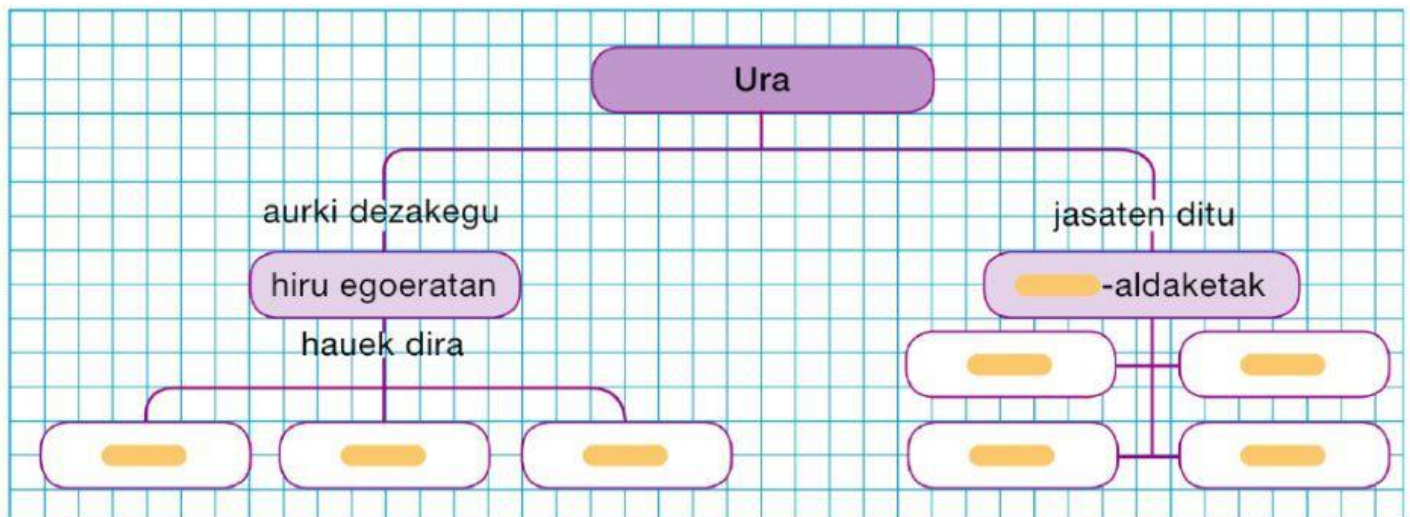 Ura
aurki dezakegu
jasaten ditu
hiru egoeratan
-aldaketak
hauek dira